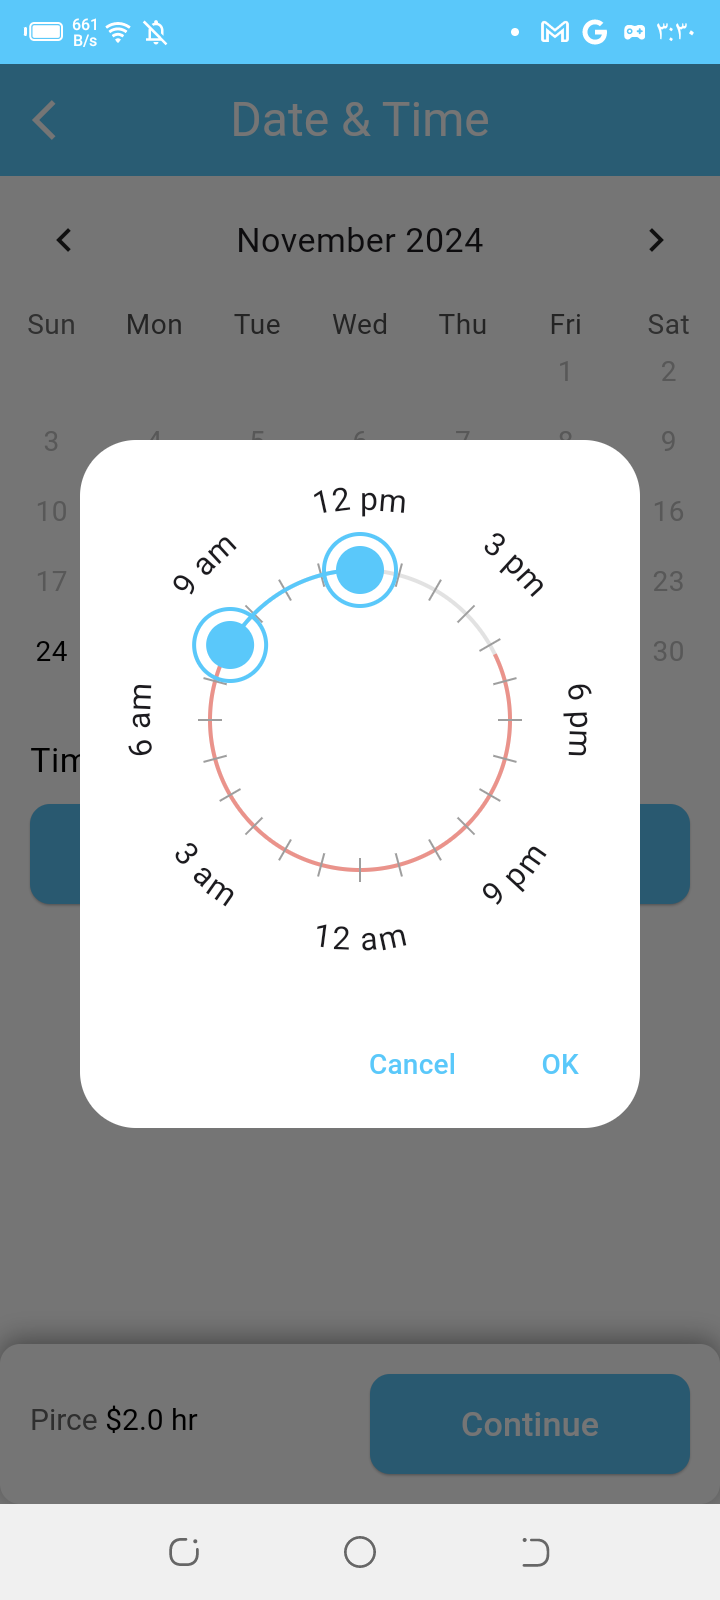 661
B/s
۳:۳۰
Date & Time
November 2024
Sun Mon Tue Wed Thu Fri Sat
1 2
3 4 5 6 7 8 9
10 16
17 23
24 30
12 pm
9 am 3 pm
6 am 6 pm
Tim
3 am 9 pm
12 am
Cancel OK
Pirce $2.0 hr
Continue